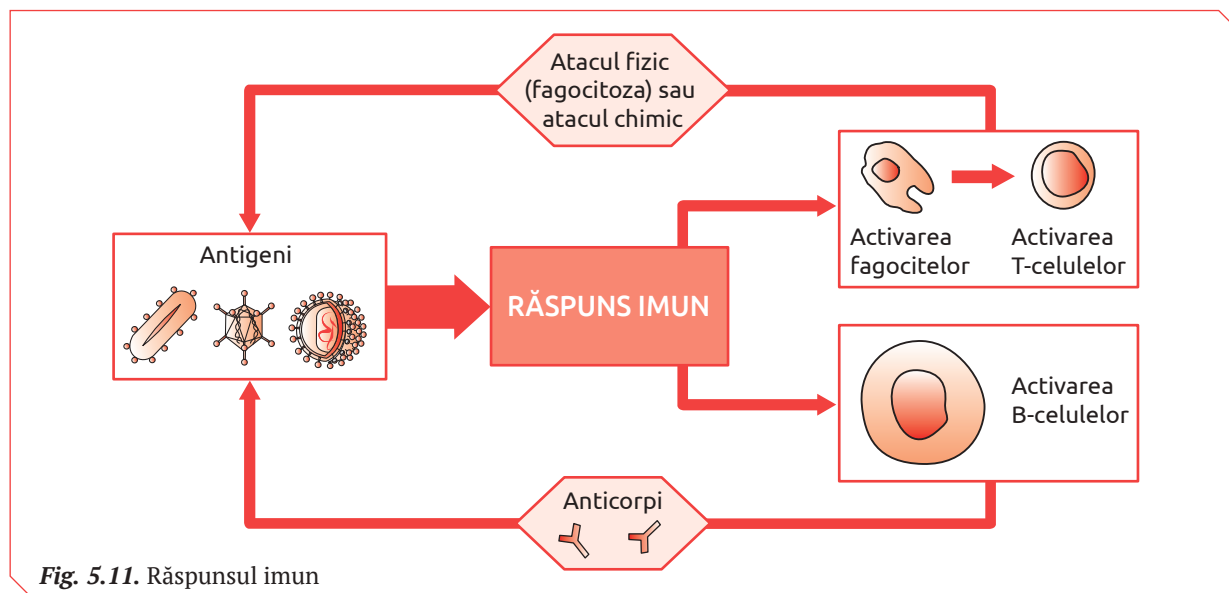 Atacul fizic
(fagocitoza) sau
atacul chimic
Antigeni
RĂSPUNS IMUN
Activarea
fagocitelor
Activarea
T-celulelor
Activarea
B-celulelor
Anticorpi
Fig. 5.11. Răspunsul imun